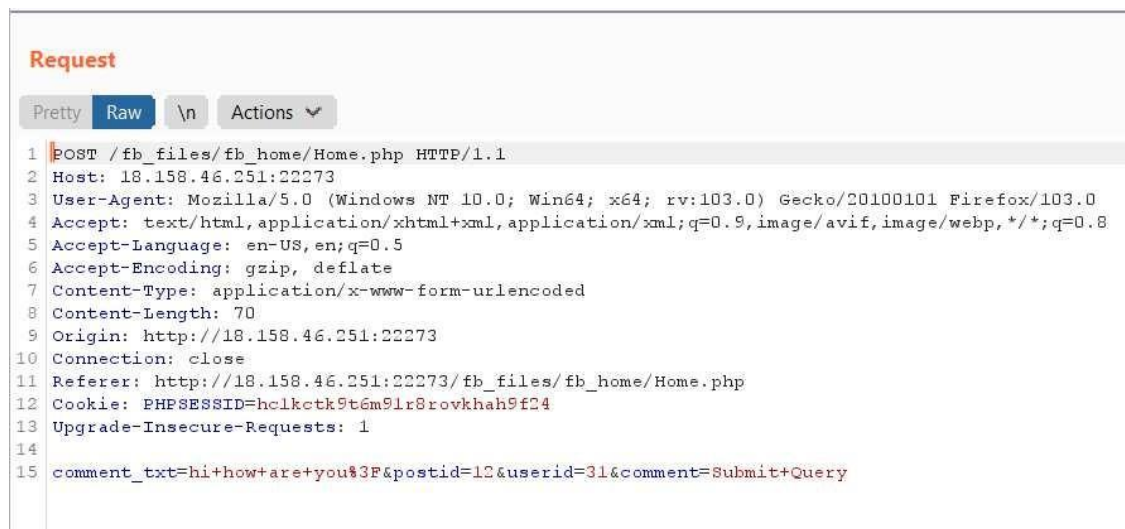 Request
Pretty Raw \n Actions
1 POST /fb_files/fb_home/Home.php HTTP/1.1
2 Host: 18.158.46.251:22273
3 User-Agent: Mozilla/5.0 (Windows NT 10.0; Win64; x64; rv:103.0) Gecko/20100101 Firefox/103.0
4 Accept: text/html,application/xhtml+xml,application/xml;q=0.9,image/avif,image/webp,*/*;q=0.8
5 Accept-Language: en-US,en;q=0.5
6 Accept-Encoding: gzip, deflate
7 Content-Type: application/x-www-form-urlencoded
8 Content-Length: 70
9 Origin: http://18.158.46.251:22273
10 Connection: close
11 Referer: http://18.158.46.251:22273/fb_files/fb_home/Home.php
12 Cookie: PHPSESSID=hclkctk9t6m91r8rovkhah9f24
13 Upgrade-Insecure-Requests: 1
14
15 comment_txt=hi+how+are+you%3F&postid=12&userid=31&comment=Submit+Query